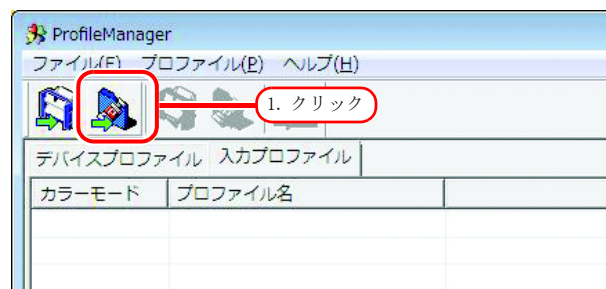 ProfileManager
ファイル(F) プロファイル(P) ヘルプ(H)
1. クリック
デバイスプロファイル 入力プロファイル
カラーモード プロファイル名